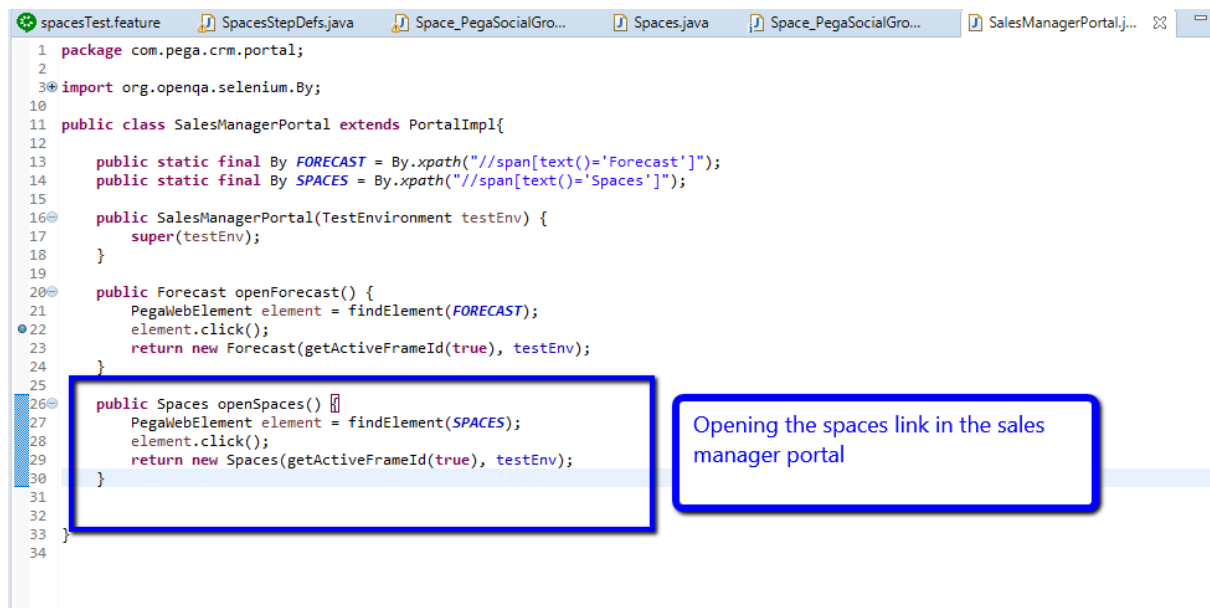 spacesTest.feature SpacesStepDefs.java Space_PegaSocialGro... Spaces.java Space_PegaSocialGro... SalesManagerPortal.j...
1 package com.pega.crm.portal;
2
3 import org.openqa.selenium.By;
10
11 public class SalesManagerPortal extends PortalImpl{
12
13 public static final By FORECAST = By.xpath("//span[text()='Forecast']");
14 public static final By SPACES = By.xpath("//span[text()='Spaces']");
15
16 public SalesManagerPortal(TestEnvironment testEnv) {
17 super(testEnv);
18 }
19
20 public Forecast openForecast() {
21 PegaWebElement element = findElement(FORECAST);
22 element.click();
23 return new Forecast(getActiveFrameId(true), testEnv);
24 }
25
26 public Spaces openSpaces() {
27 PegaWebElement element = findElement(SPACES);
28 element.click();
29 return new Spaces(getActiveFrameId(true), testEnv);
30 }
31
32
33 }
34
Opening the spaces link in the sales
manager portal